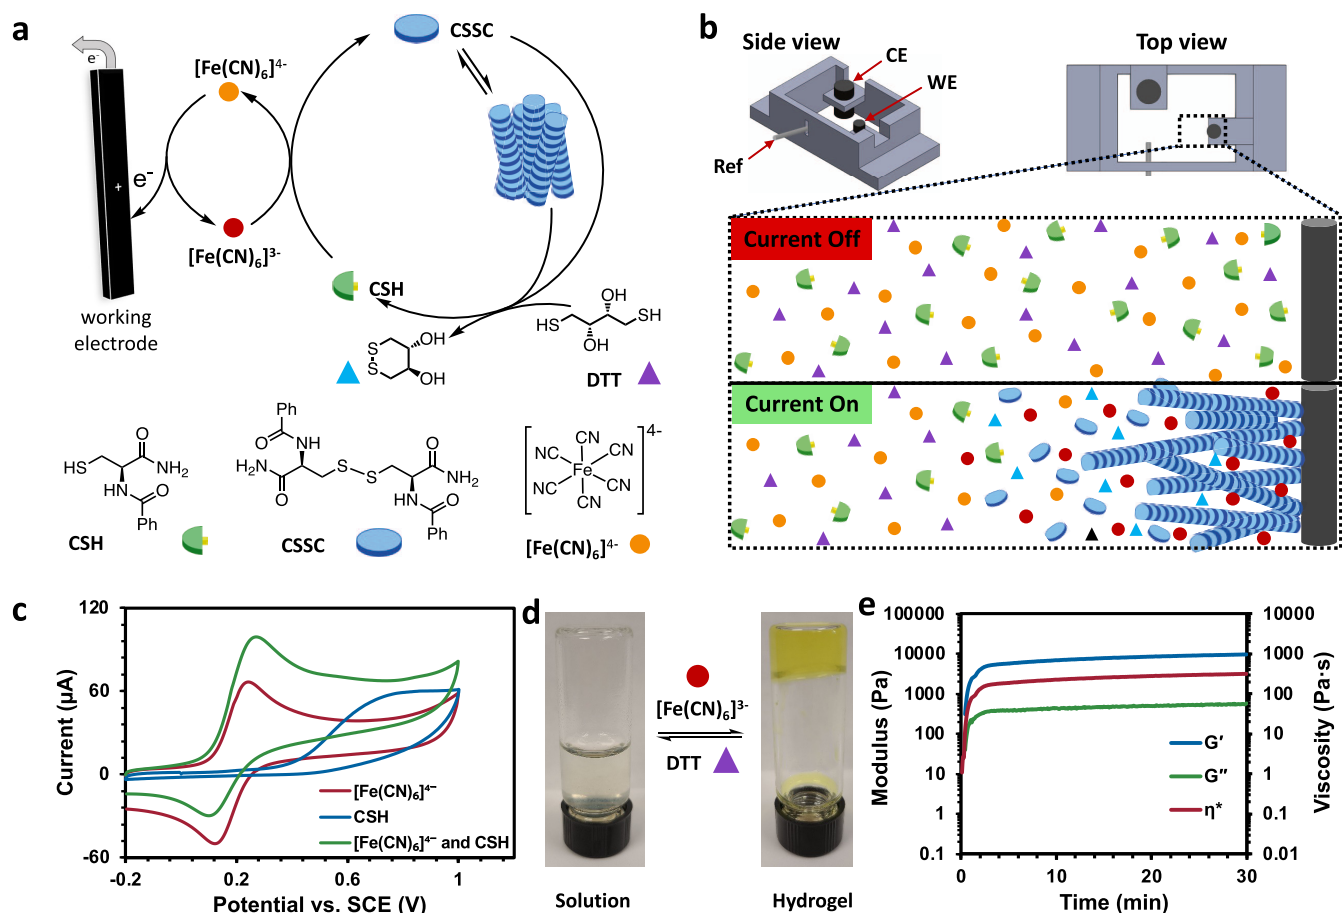 a
e-
[Fe(CN)6]4-
CSSC
+
e-
[Fe(CN)6]3-
CSH
working
electrode
OH
HS
SH
OH
DTT
S
S
OH
OH
Ph
O
NH
O
HS
NH2
HN
O
Ph
CSH
H2N
O
S
S
O
NH2
HN
O
Ph
CSSC
4-
CN
NC
CN
Fe
NC
CN
CN
[Fe(CN)6]4-
b
Side view
Top view
CE
WE
Ref
Current Off
Current On
c
120
60
0
-60
-0.2
0.2
0.6
1
Current (µA)
Potential vs. SCE (V)
[Fe(CN)6]4−
CSH
[Fe(CN)6]4− and CSH
d
[Fe(CN)6]3-
DTT
Solution
Hydrogel
e
100000
10000
1000
100
10
1
0.1
Modulus (Pa)
10000
1000
100
10
1
0.1
0.01
Viscosity (Pa·s)
G′
G″
η*
0
10
20
30
Time (min)